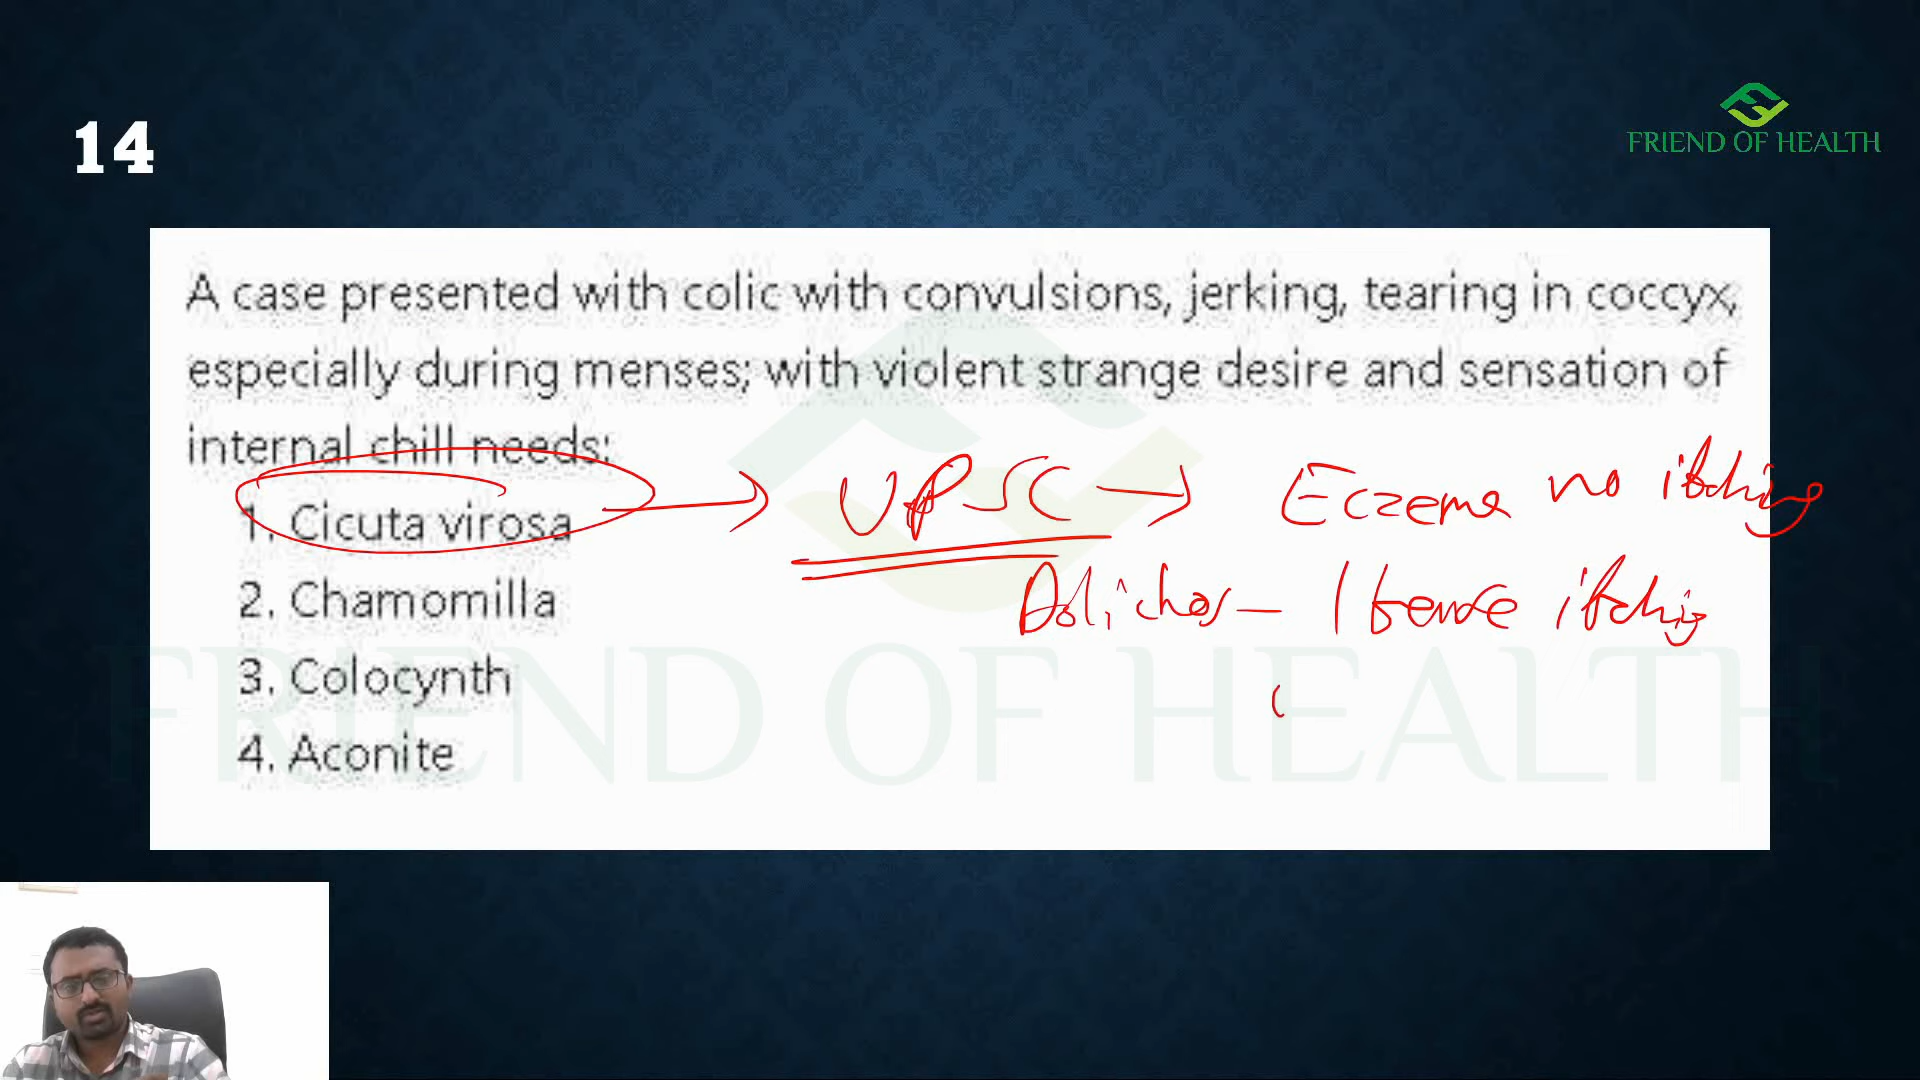 14
FRIEND OF HEALTH
A case presented with colic with convulsions, jerking, tearing in coccyx,
especially during menses; with violent strange desire and sensation of
internal chill needs:
1. Cicuta virosa
UPSC
Eczema no itching
2. Chamomilla
Dolichos - Itense itching
3. Colocynth
4. Aconite
FRIEND OF HEALTH